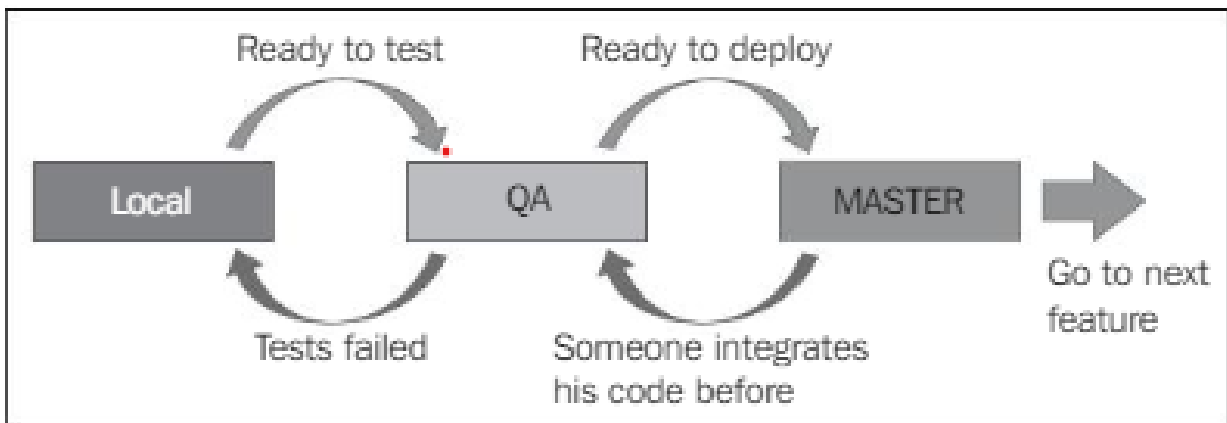 Ready to test
Ready to deploy
Local
QA
MASTER
Tests failed
Someone integrates
his code before
Go to next
feature